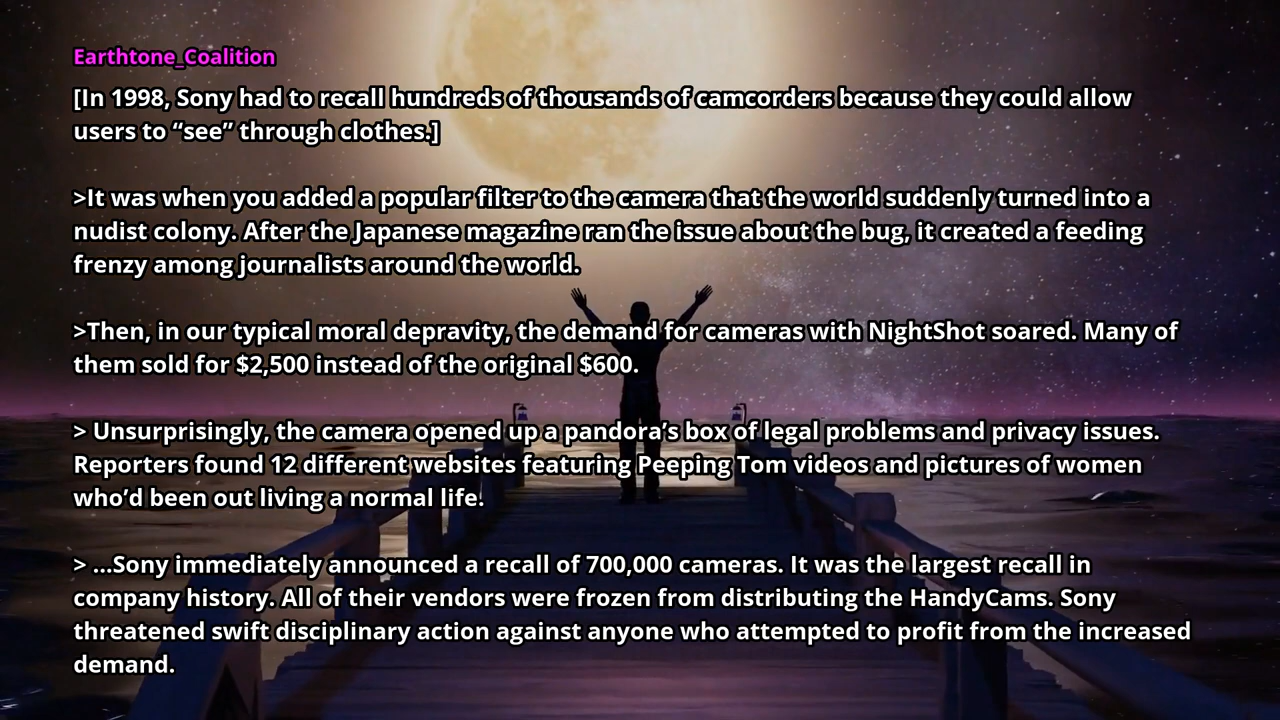 Earthtone_Coalition
[In 1998, Sony had to recall hundreds of thousands of camcorders because they could allow
users to “see” through clothes.]
>It was when you added a popular filter to the camera that the world suddenly turned into a
nudist colony. After the Japanese magazine ran the issue about the bug, it created a feeding
frenzy among journalists around the world.
>Then, in our typical moral depravity, the demand for cameras with NightShot soared. Many of
them sold for $2,500 instead of the original $600.
> Unsurprisingly, the camera opened up a pandora’s box of legal problems and privacy issues.
Reporters found 12 different websites featuring Peeping Tom videos and pictures of women
who’d been out living a normal life.
> …Sony immediately announced a recall of 700,000 cameras. It was the largest recall in
company history. All of their vendors were frozen from distributing the HandyCams. Sony
threatened swift disciplinary action against anyone who attempted to profit from the increased
demand.